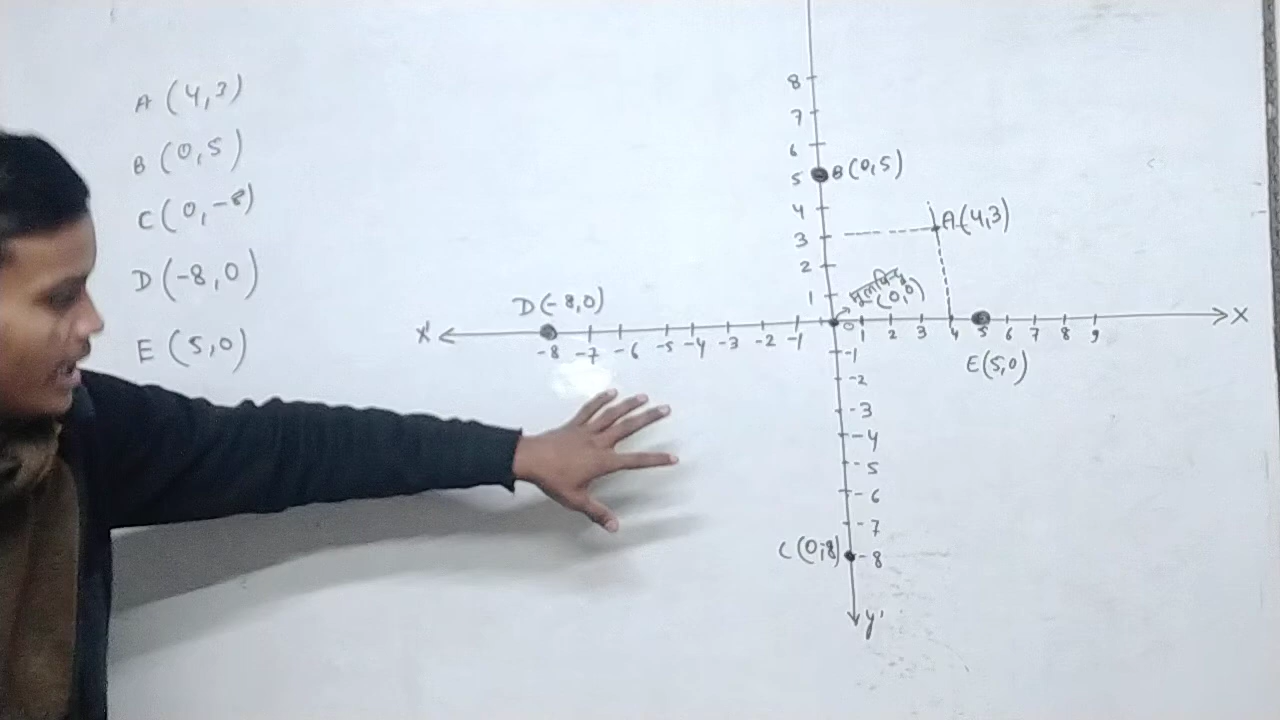 A (4,3)
B (0,5)
C (0,-8)
D (-8,0)
E (5,0)
8
7
6
5 B (0,5)
4
3 A (4,3)
2
1 मूलबिन्दु
(0,0)
D (-8,0)
X' X
-8 -7 -6 -5 -4 -3 -2 -1 0 1 2 3 4 5 6 7 8 9
E (5,0)
-1
-2
-3
-4
-5
-6
-7
C (0,-8) -8
y'